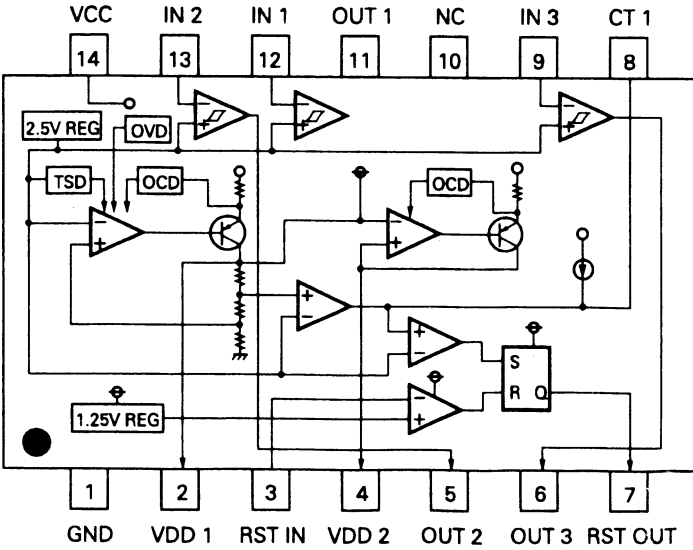 VCC IN 2 IN 1 OUT 1 NC IN 3 CT 1
14 13 12 11 10 9 8
2.5V REG OVD
− + − + − +
TSD OCD OCD
− + − +
+ −
+ −
S
R Q
− +
1.25V REG
1 2 3 4 5 6 7
GND VDD 1 RST IN VDD 2 OUT 2 OUT 3 RST OUT